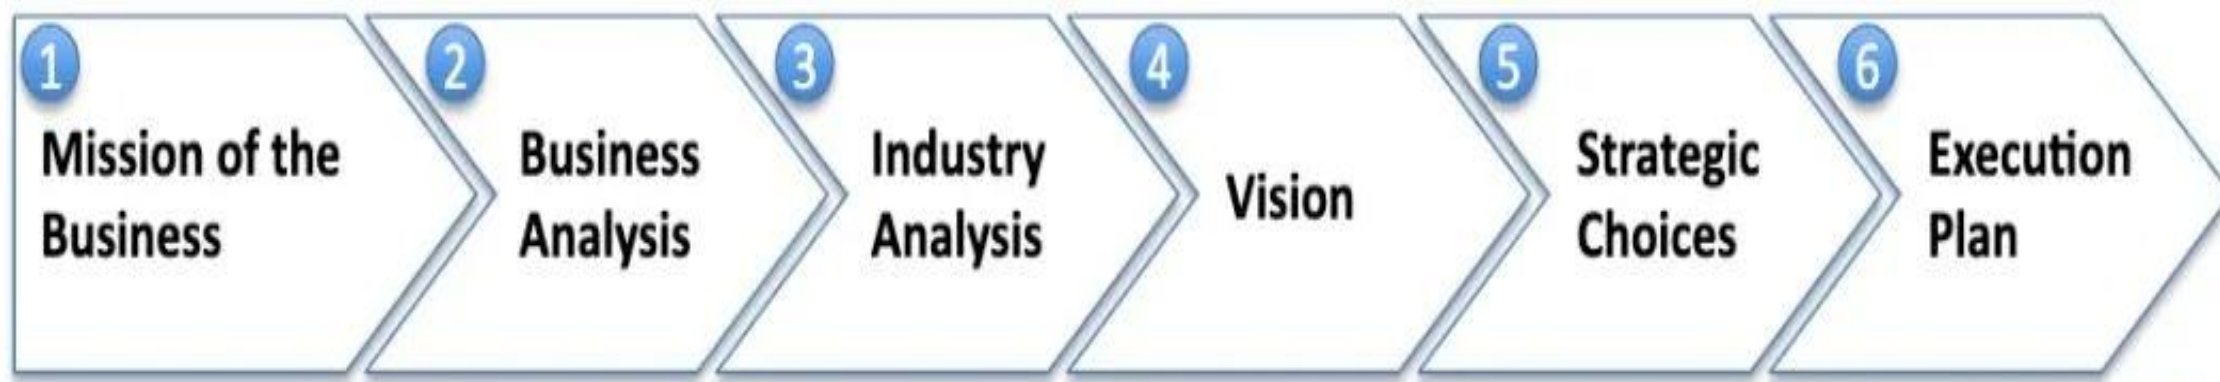 1
Mission of the
Business
2
Business
Analysis
3
Industry
Analysis
4
Vision
5
Strategic
Choices
6
Execution
Plan